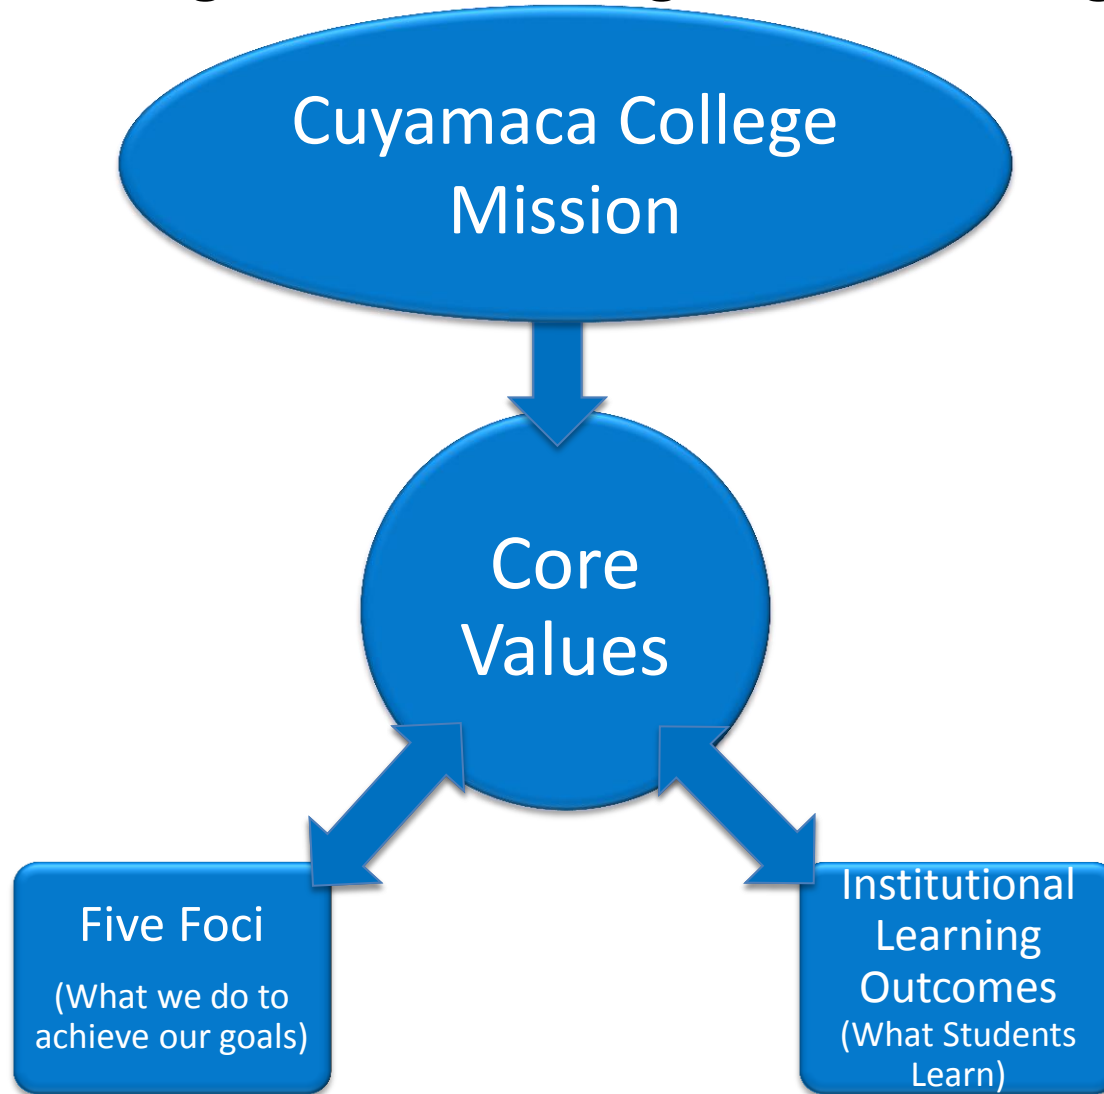 Cuyamaca College
Mission
Core
Values
Five Foci
(What we do to
achieve our goals)
Institutional
Learning
Outcomes
(What Students
Learn)